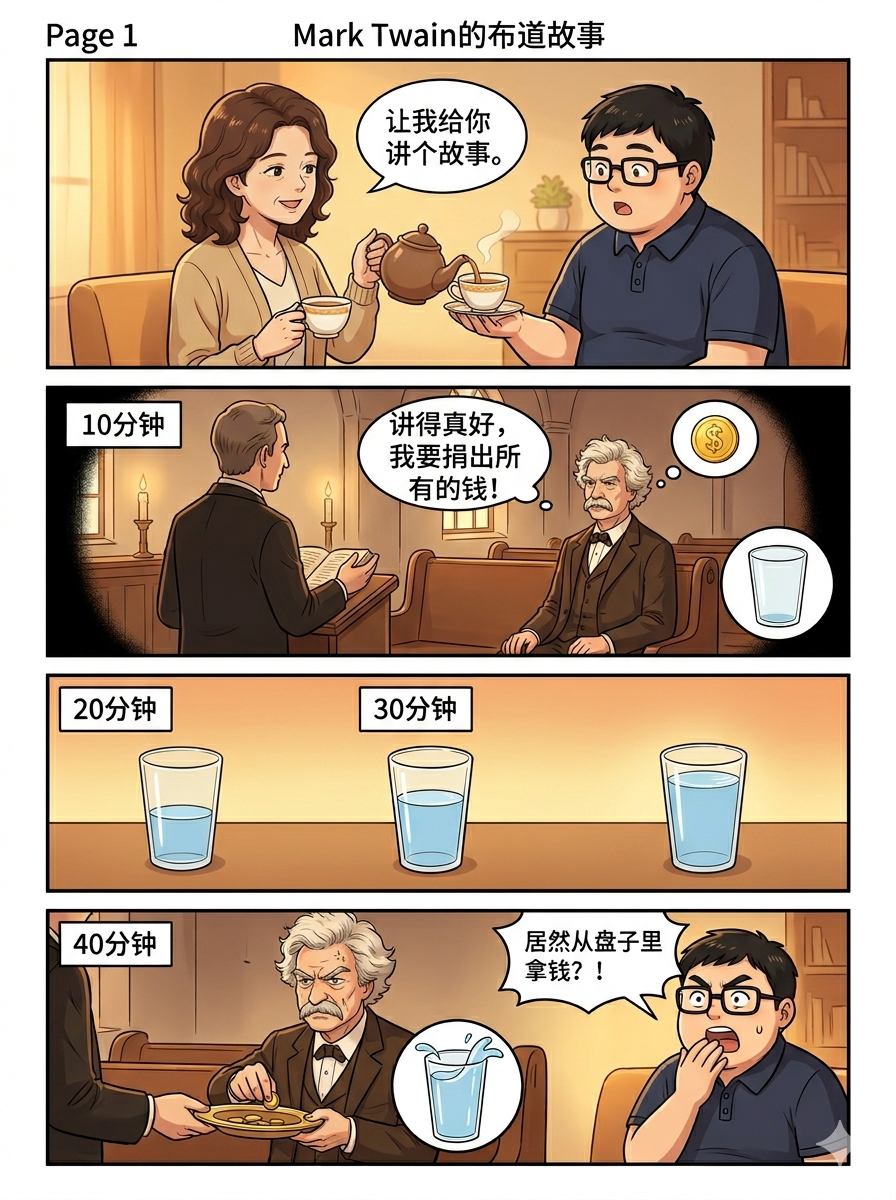 Page 1
Mark Twain的布道故事
让我给你
讲个故事。
10分钟
讲得真好，
我要捐出所
有的钱！
$
20分钟
30分钟
40分钟
居然从盘子里
拿钱？！